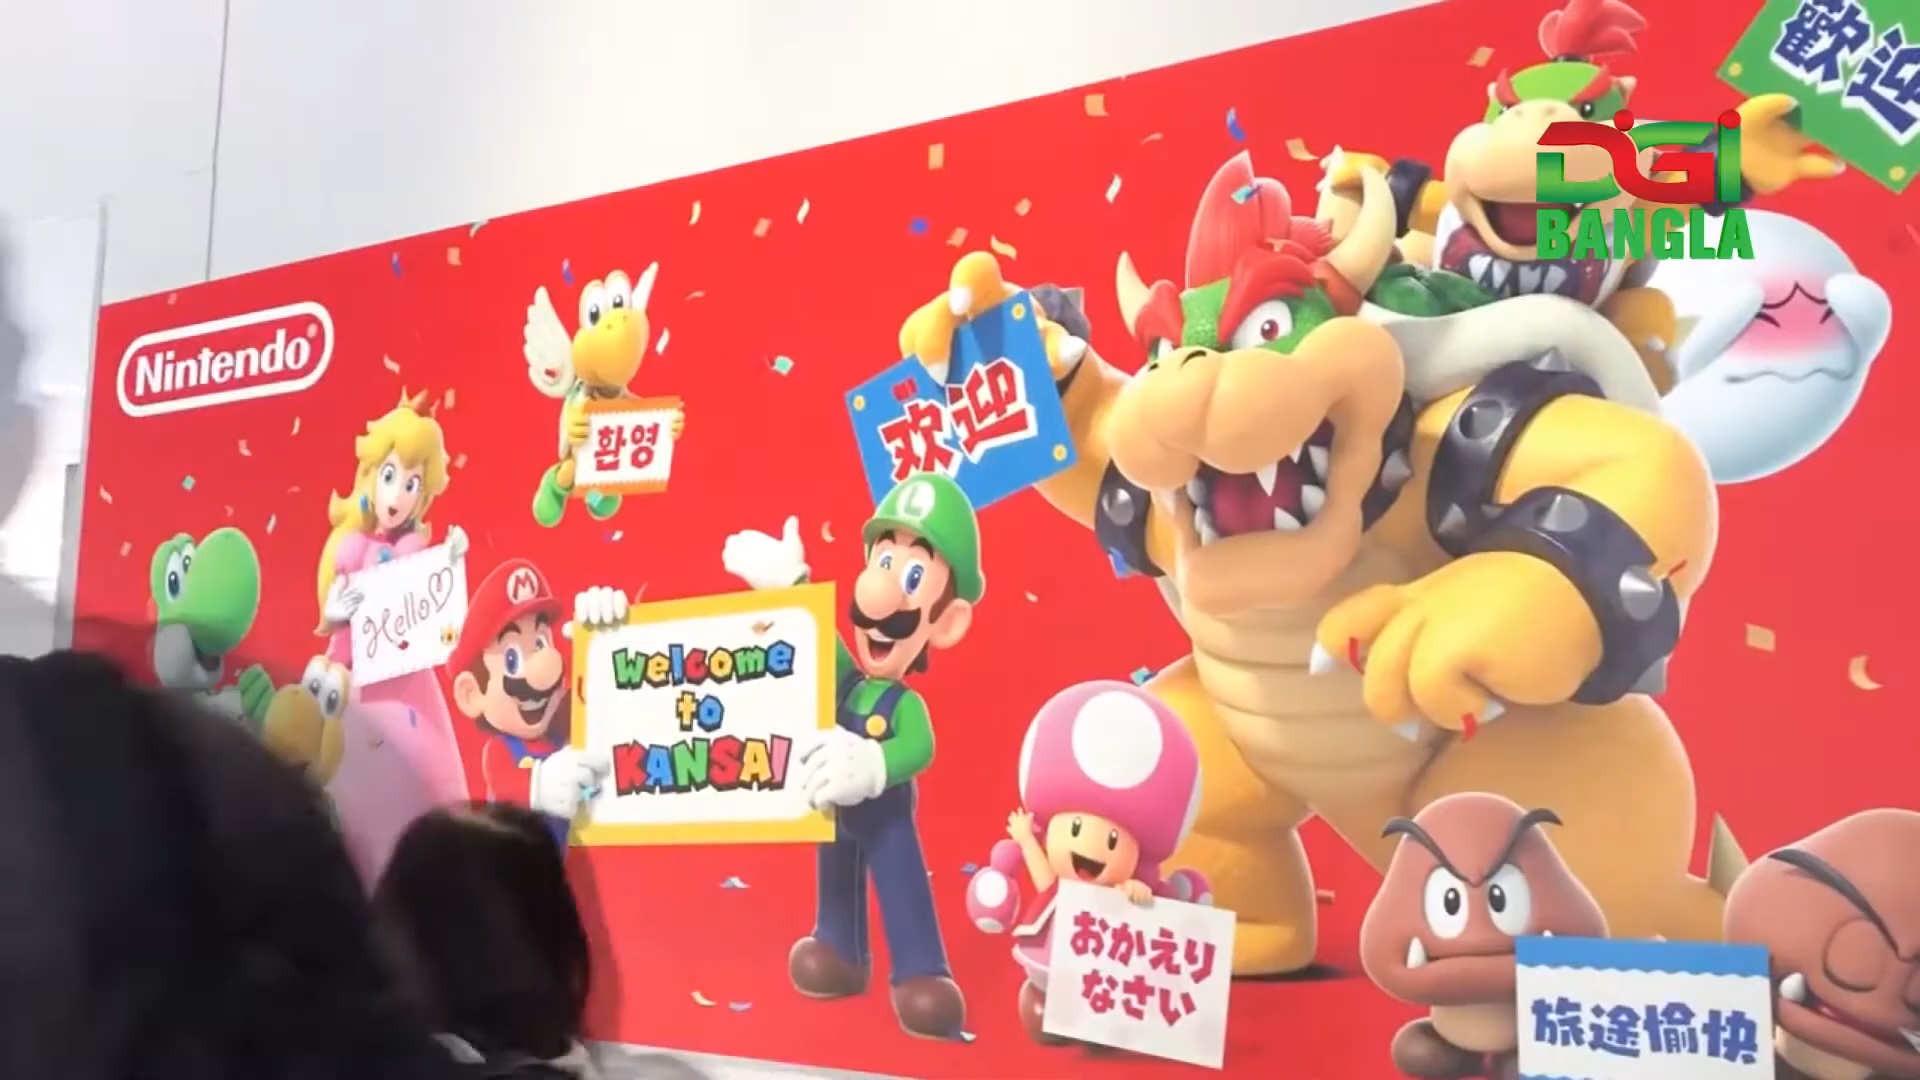 Nintendo®
Hello♡
환영
欢迎
歡迎
L
M
Welcome
to
KANSAI
おかえり
なさい
旅途愉快
DGI
BANGLA